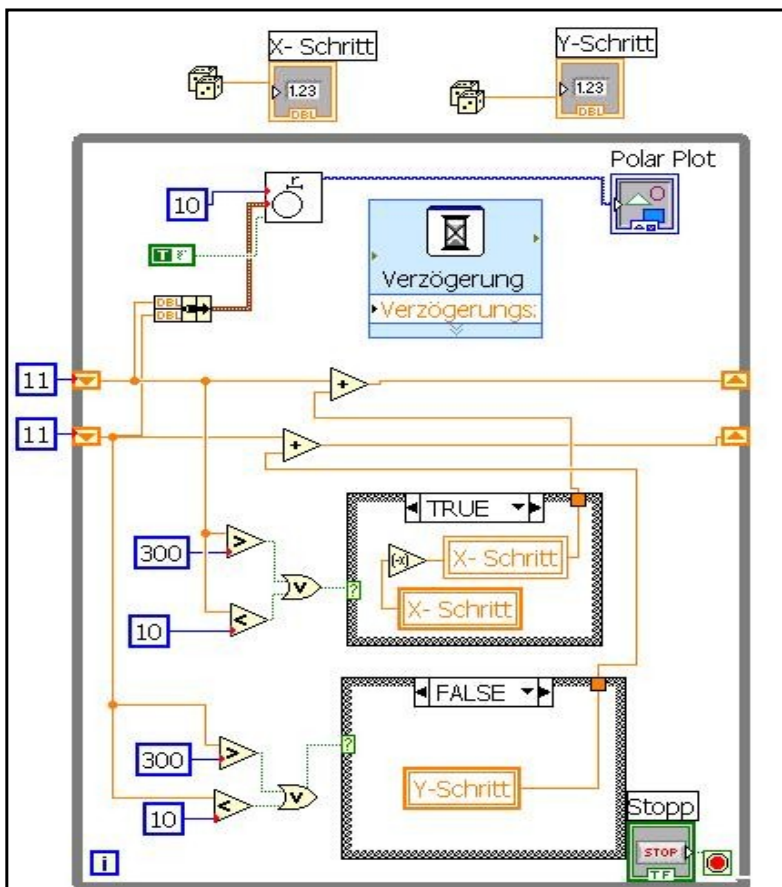 X- Schritt
Y-Schritt
1.23
DBL
1.23
DBL
Polar Plot
10
r
T
F
Verzögerung
Verzögerungs:
DBL
DBL
11
+
11
+
TRUE
300
>
(-x)
X- Schritt
X- Schritt
V
?
<
10
FALSE
?
300
>
V
Y-Schritt
<
10
Stopp
STOP
TF
i